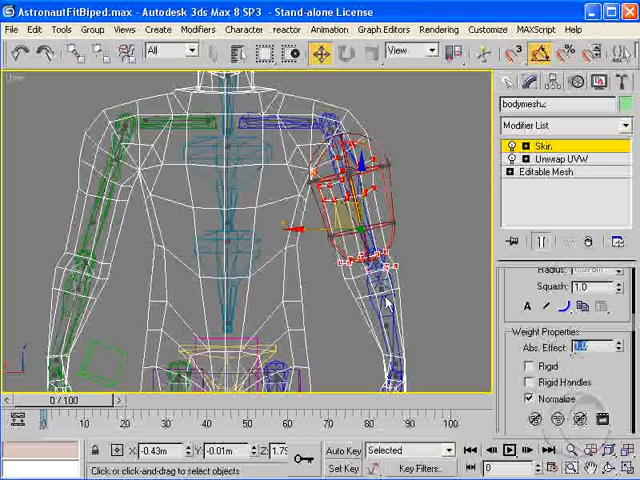 AstronautFitBiped.max - Autodesk 3ds Max 8 SP3 - Stand-alone License
File Edit Tools Group Views Create Modifiers Character reactor Animation Graph Editors Rendering Customize MAXScript Help
All
View
User
bodymesh2
Modifier List
Skin
Unwrap UVW
Editable Mesh
Squash: 1.0
Weight Properties
Abs. Effect: 1.0
Rigid
Rigid Handles
Normalize
0 / 100
0 10 20 30 40 50 60 70 80 90 100
X: -0.43m Y: -0.01m
Auto Key Selected
Click or click-and-drag to select objects
Set Key Key Filters... 0